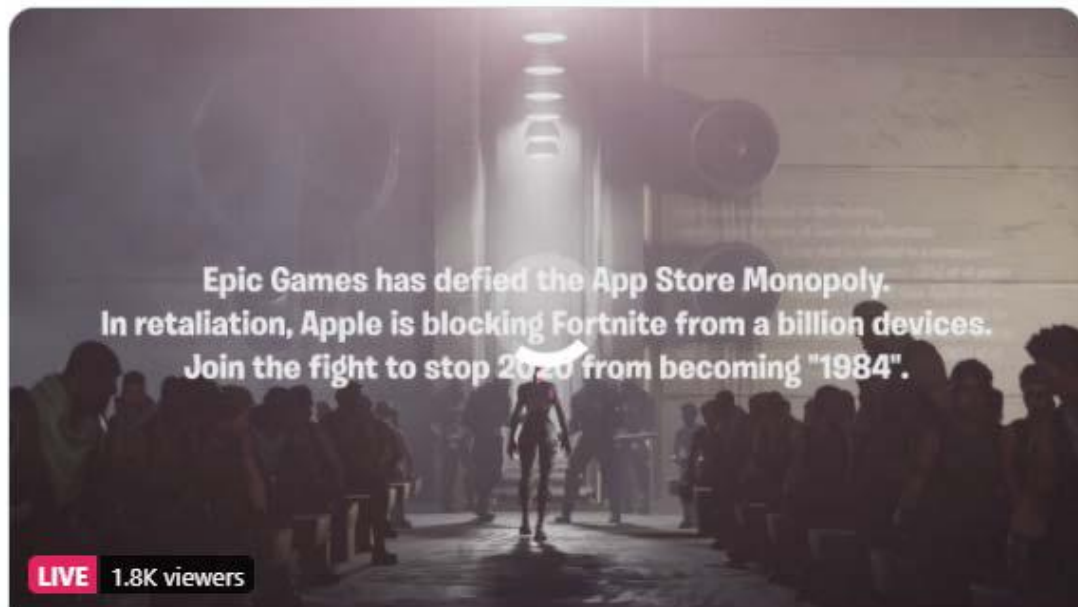 Epic Games has defied the App Store Monopoly.
In retaliation, Apple is blocking Fortnite from a billion devices.
Join the fight to stop 2020 from becoming "1984".
LIVE 1.8K viewers